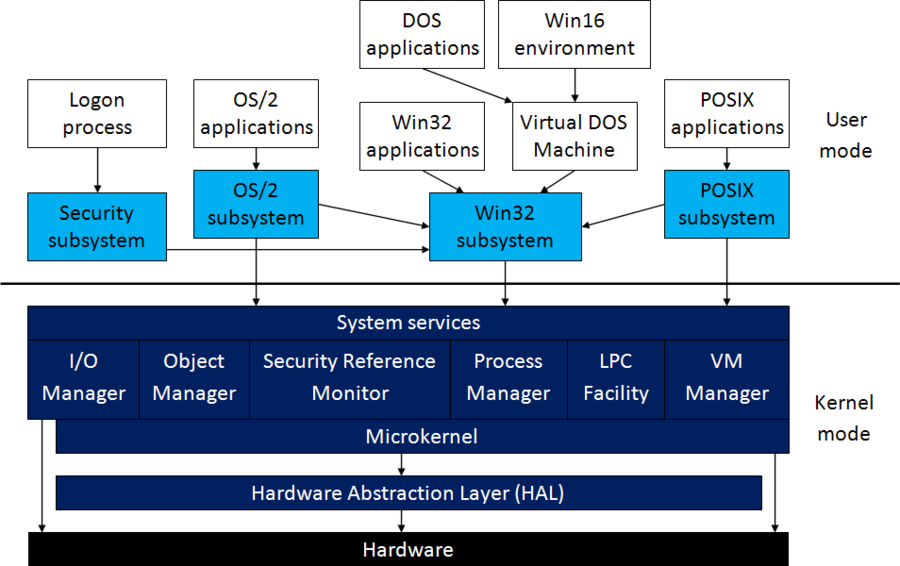 DOS
applications
Win16
environment
Logon
process
OS/2
applications
Win32
applications
Virtual DOS
Machine
POSIX
applications
User
mode
Security
subsystem
OS/2
subsystem
Win32
subsystem
POSIX
subsystem
System services
I/O
Manager
Object
Manager
Security Reference
Monitor
Process
Manager
LPC
Facility
VM
Manager
Kernel
mode
Microkernel
Hardware Abstraction Layer (HAL)
Hardware